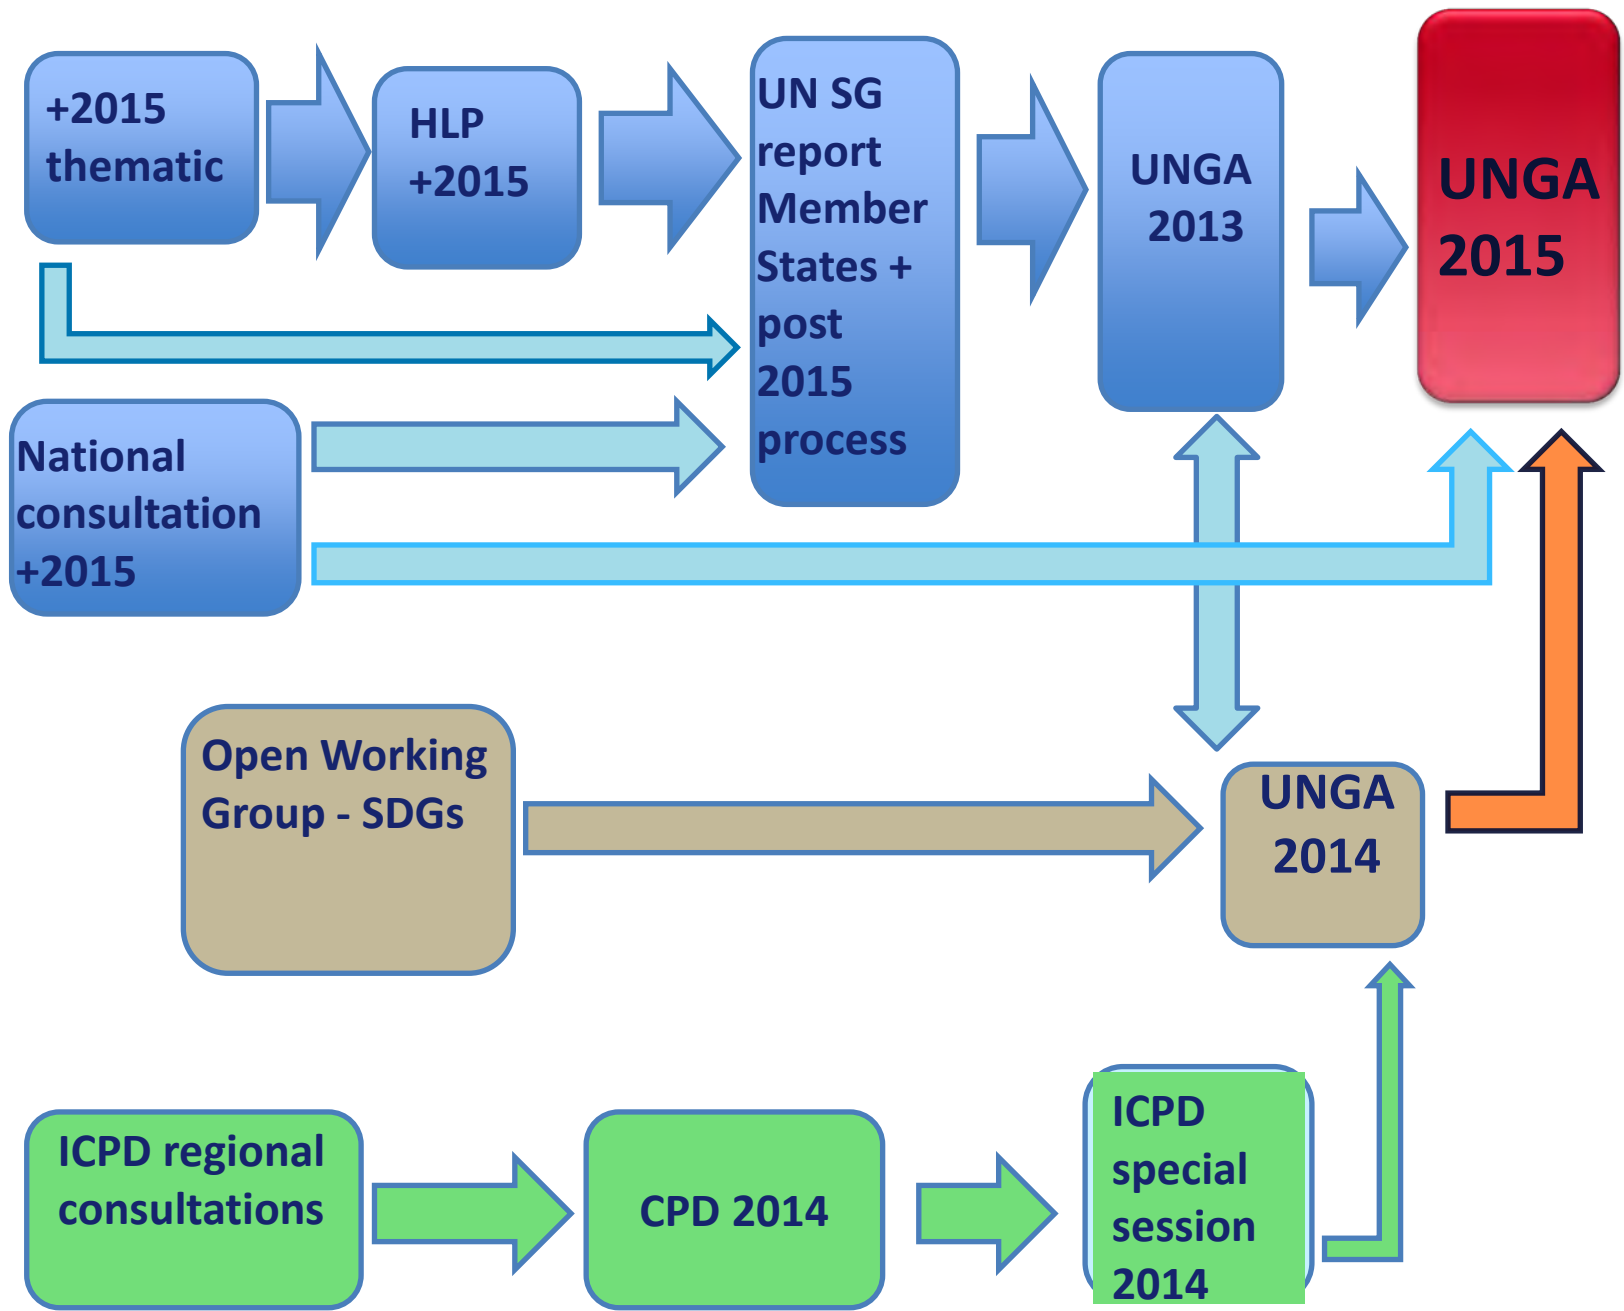 +2015
thematic
HLP
+2015
UN SG
report
Member
States +
post
2015
process
UNGA
2013
UNGA
2015
National
consultation
+2015
Open Working
Group - SDGs
UNGA
2014
ICPD regional
consultations
CPD 2014
ICPD
special
session
2014